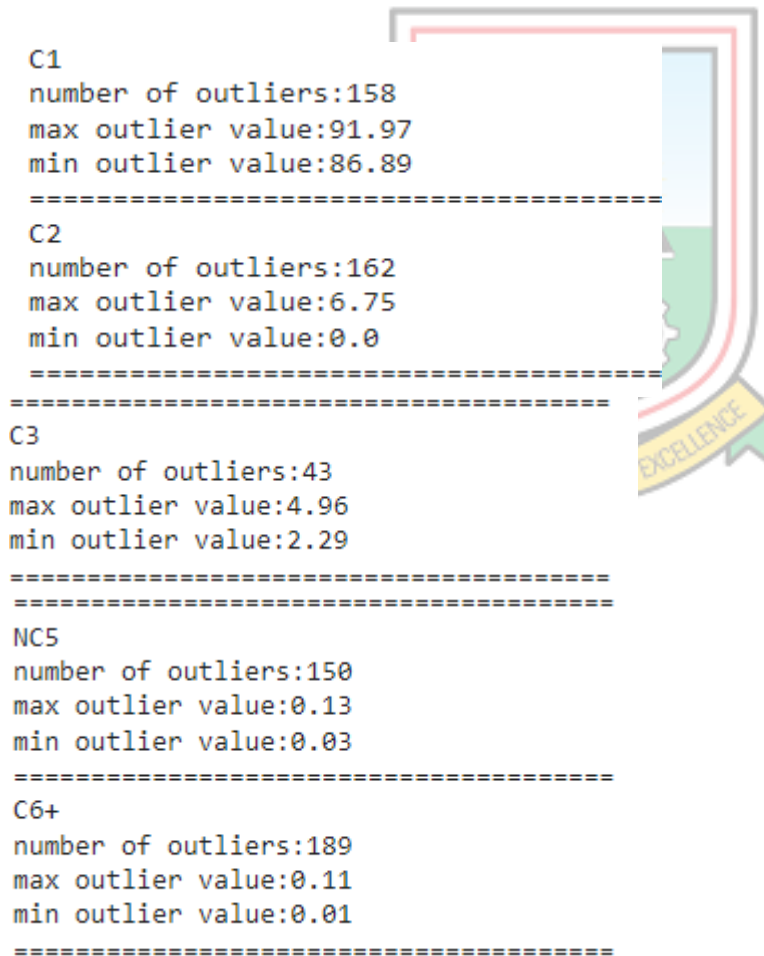 C1
number of outliers:158
max outlier value:91.97
min outlier value:86.89
======================================
C2
number of outliers:162
max outlier value:6.75
min outlier value:0.0
======================================
=======================================
C3
number of outliers:43
max outlier value:4.96
min outlier value:2.29
=======================================
=======================================
NC5
number of outliers:150
max outlier value:0.13
min outlier value:0.03
=======================================
C6+
number of outliers:189
max outlier value:0.11
min outlier value:0.01
=======================================
EXCELLENCE